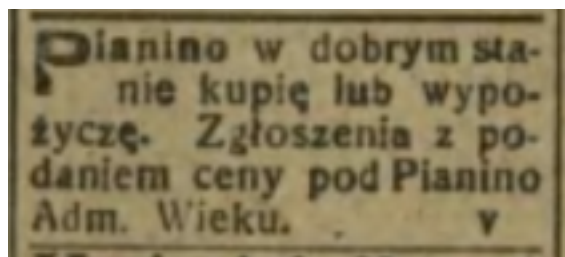 Pianino w dobrym sta-
nie kupię lub wypo-
życzę. Zgłoszenia z po-
daniem ceny pod Pianino
Adm. Wieku. v